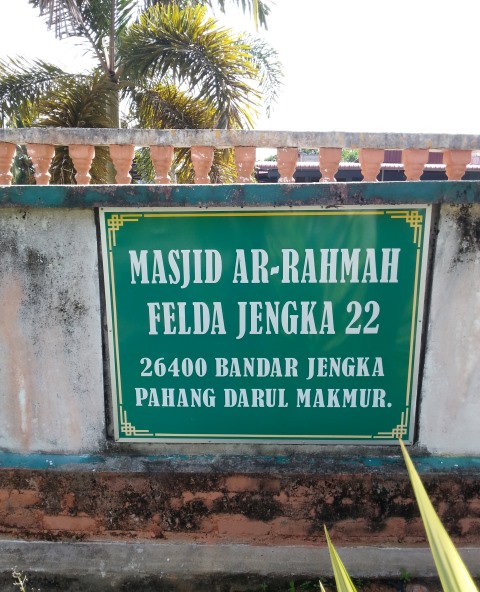 MASJID AR-RAHMAH
FELDA JENGKA 22
26400 BANDAR JENGKA
PAHANG DARUL MAKMUR.